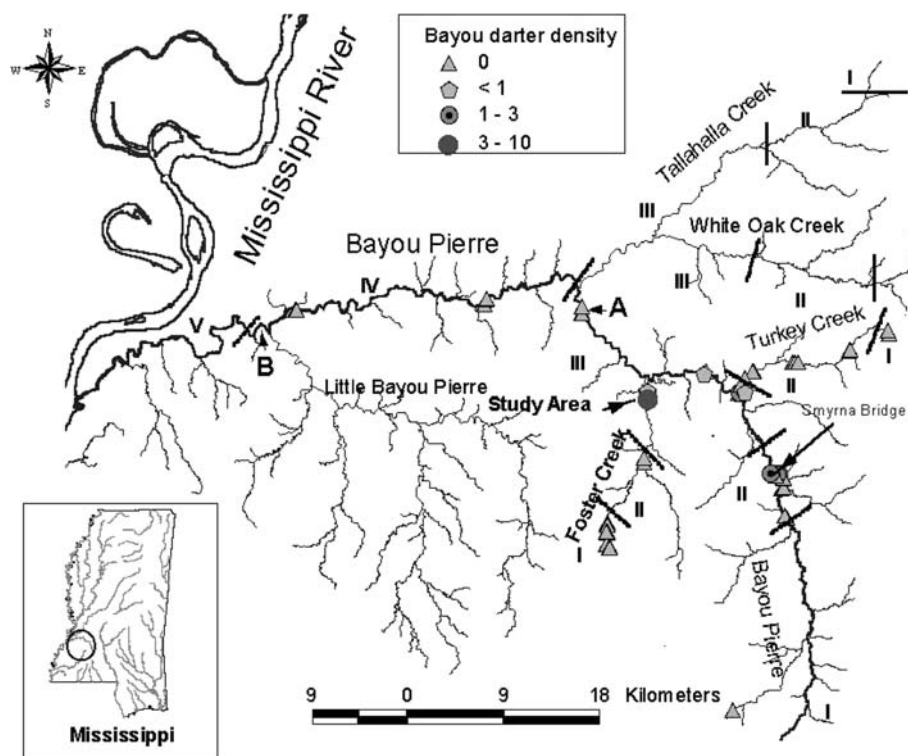 N
W E
S
Mississippi River
Bayou darter density
0
< 1
1 - 3
3 - 10
I
II
Tallahalla Creek
III
White Oak Creek
Bayou Pierre
III
II
IV
A
Turkey Creek
V
I
B
III
II
Little Bayou Pierre
Study Area
Smyrna Bridge
Foster Creek
II
II
I
Bayou Pierre
I
9 0 9 18 Kilometers
Mississippi